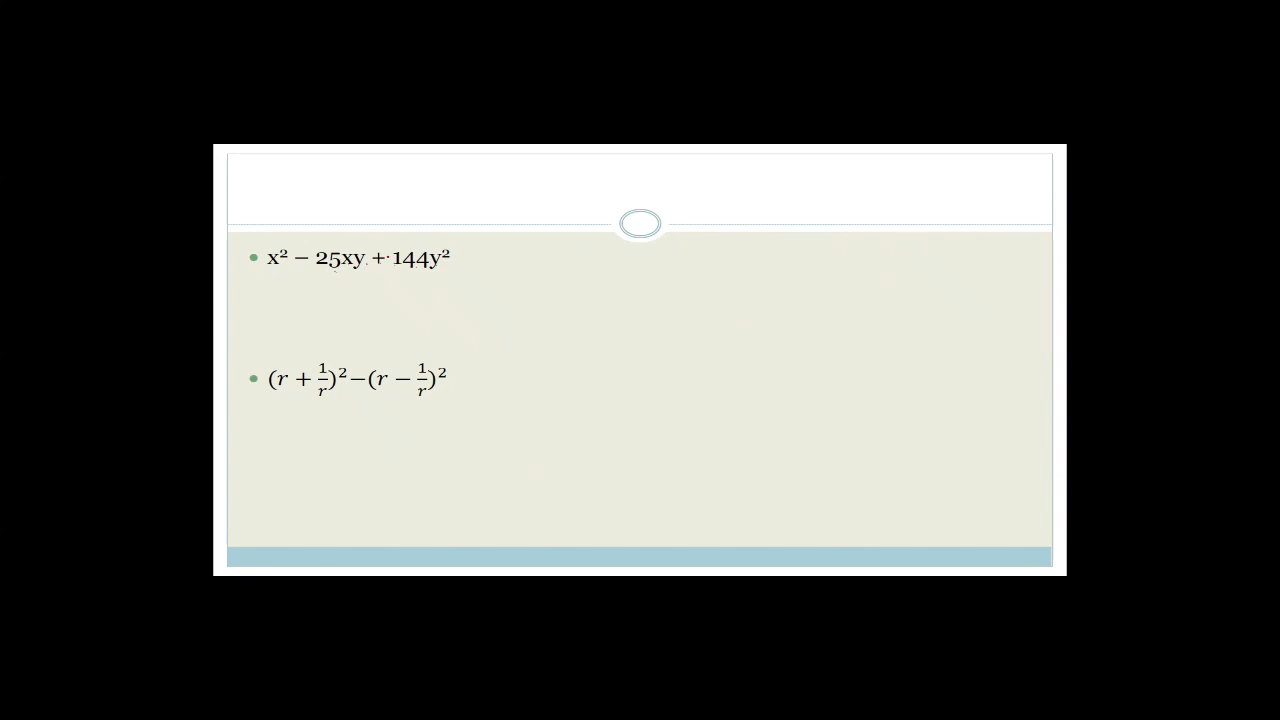 • x² – 25xy + 144y²
• (r + 1/r)² – (r – 1/r)²